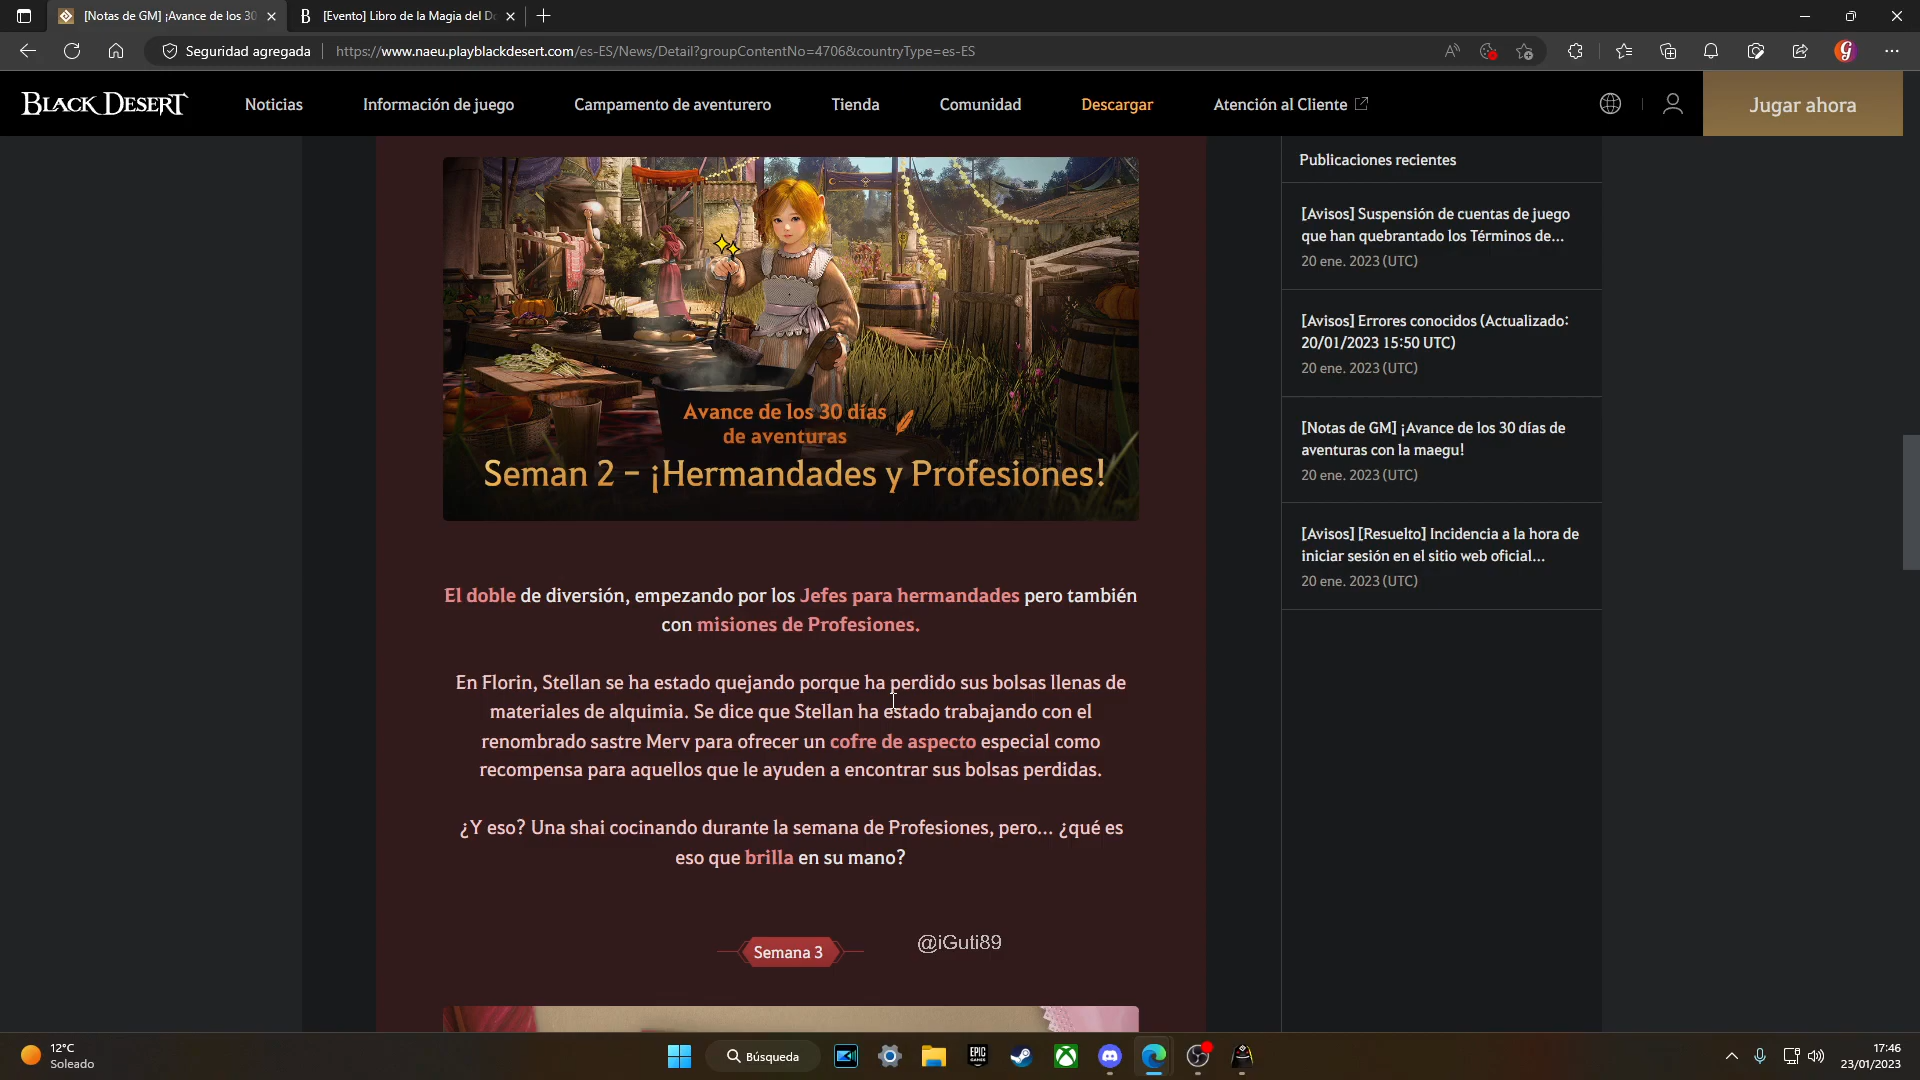 [Notas de GM] ¡Avance de los 30
[Evento] Libro de la Magia del Do
Seguridad agregada
https://www.naeu.playblackdesert.com/es-ES/News/Detail?groupContentNo=4706&countryType=es-ES
BLACK DESERT
Noticias
Información de juego
Campamento de aventurero
Tienda
Comunidad
Descargar
Atención al Cliente
Jugar ahora
Avance de los 30 días
de aventuras
Seman 2 – ¡Hermandades y Profesiones!
El doble de diversión, empezando por los Jefes para hermandades pero también
con misiones de Profesiones.
En Florin, Stellan se ha estado quejando porque ha perdido sus bolsas llenas de
materiales de alquimia. Se dice que Stellan ha estado trabajando con el
renombrado sastre Merv para ofrecer un cofre de aspecto especial como
recompensa para aquellos que le ayuden a encontrar sus bolsas perdidas.
¿Y eso? Una shai cocinando durante la semana de Profesiones, pero... ¿qué es
eso que brilla en su mano?
Semana 3
@iGuti89
Publicaciones recientes
[Avisos] Suspensión de cuentas de juego
que han quebrantado los Términos de...
20 ene. 2023 (UTC)
[Avisos] Errores conocidos (Actualizado:
20/01/2023 15:50 UTC)
20 ene. 2023 (UTC)
[Notas de GM] ¡Avance de los 30 días de
aventuras con la maegu!
20 ene. 2023 (UTC)
[Avisos] [Resuelto] Incidencia a la hora de
iniciar sesión en el sitio web oficial...
20 ene. 2023 (UTC)
12°C
Soleado
Búsqueda
EPIC
GAMES
17:46
23/01/2023